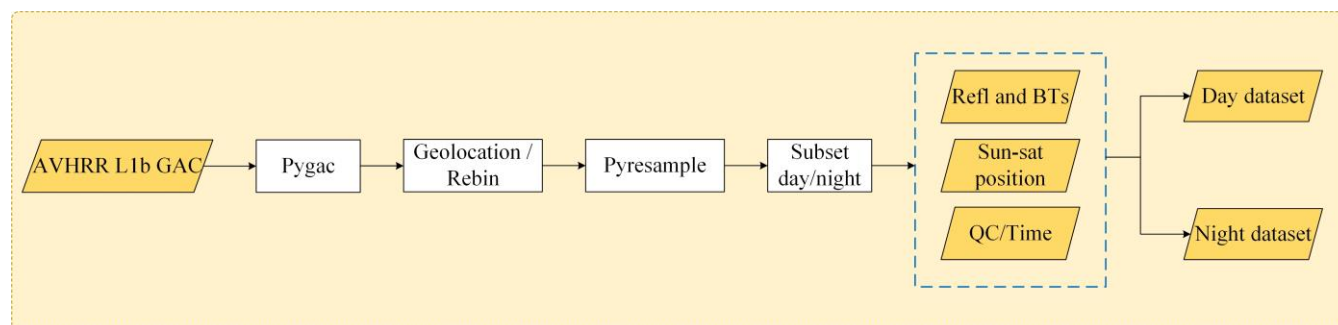 AVHRR L1b GAC
Pygac
Geolocation /
Rebin
Pyresample
Subset
day/night
Refl and BTs
Sun-sat
position
QC/Time
Day dataset
Night dataset